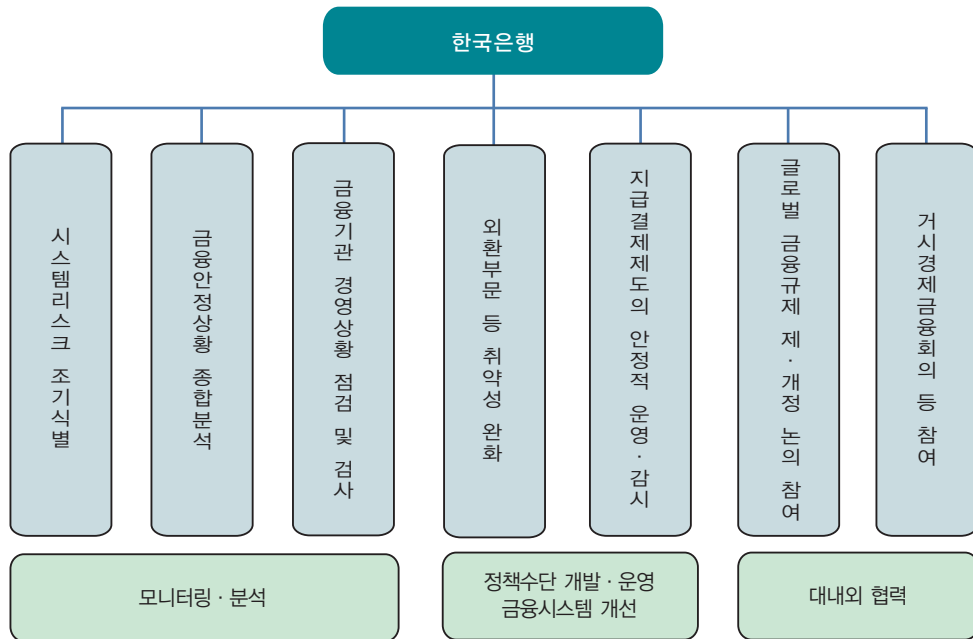 한국은행
시스템리스크 조기식별
금융안정상황 종합분석
금융기관 경영상황 점검 및 검사
외환부문 등 취약성 완화
지급결제제도의 안정적 운영·감시
글로벌 금융규제 제·개정 논의 참여
거시경제금융회의 등 참여
모니터링·분석
정책수단 개발·운영
금융시스템 개선
대내외 협력